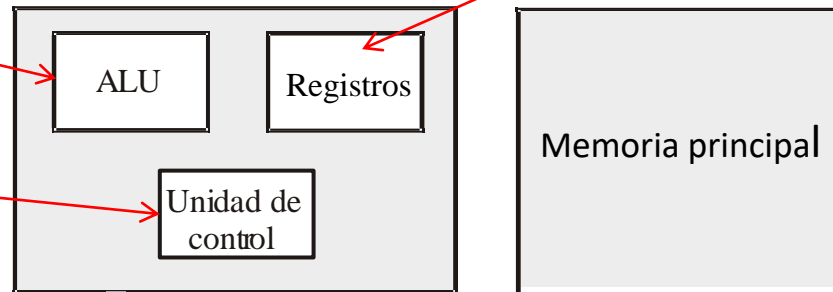 ALU
Registros
Memoria principal
Unidad de
control